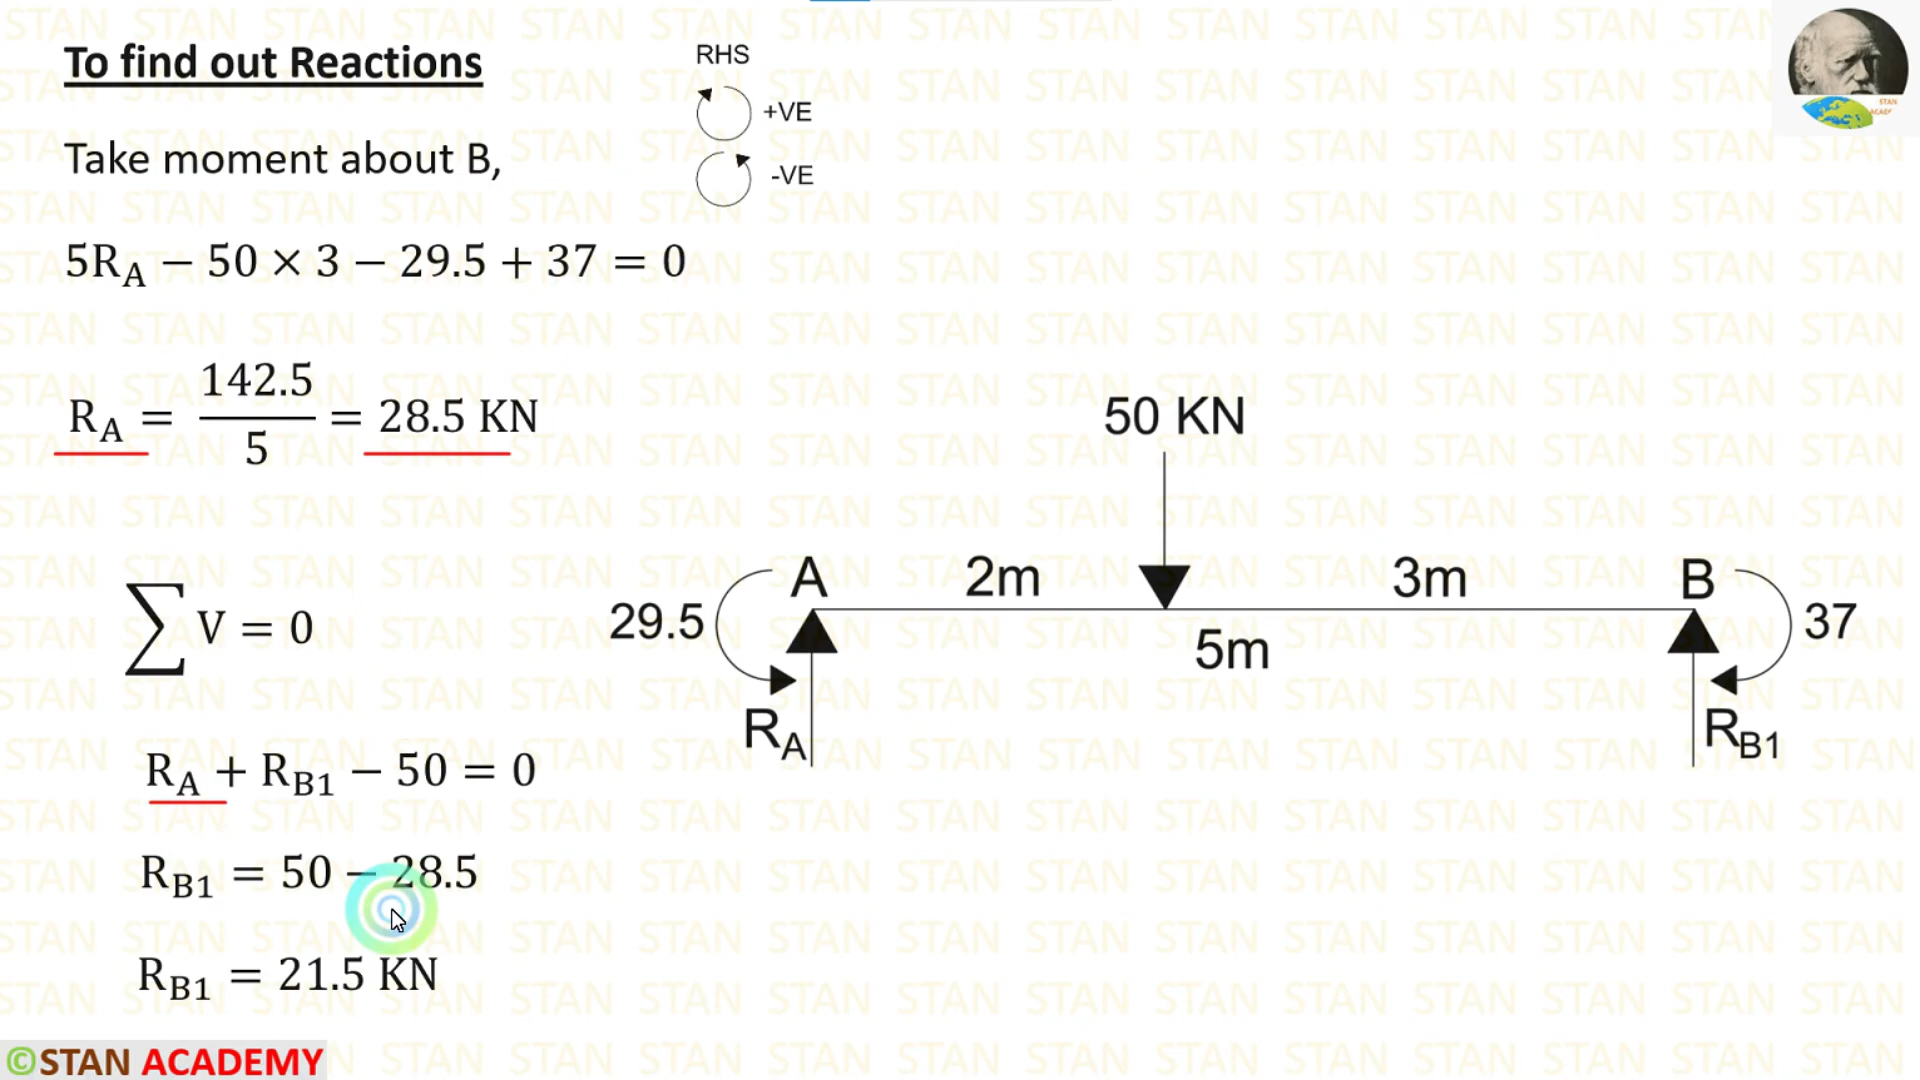 To find out Reactions
RHS
+VE
-VE
Take moment about B,
5R_A − 50 × 3 − 29.5 + 37 = 0
R_A = 142.5/5 = 28.5 KN
∑ V = 0
R_A + R_B1 − 50 = 0
R_B1 = 50 − 28.5
R_B1 = 21.5 KN
50 KN
A
2m
3m
B
29.5
5m
37
R_A
R_B1
STAN
ACADEMY
©STAN ACADEMY